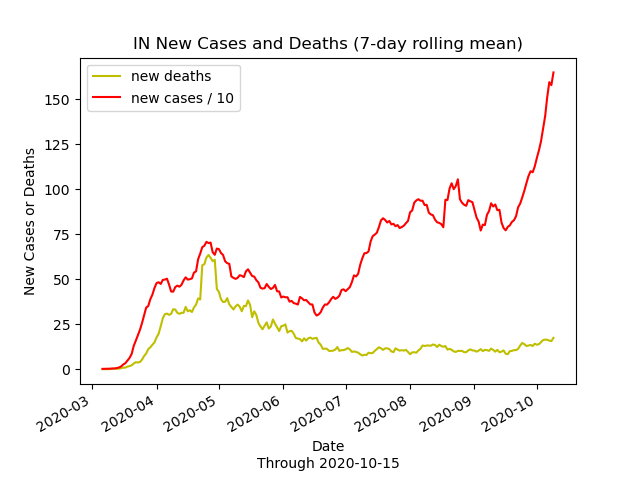 IN New Cases and Deaths (7-day rolling mean)
new deaths
new cases / 10
New Cases or Deaths
150
125
100
75
50
25
0
2020-03
2020-04
2020-05
2020-06
2020-07
2020-08
2020-09
2020-10
Date
Through 2020-10-15